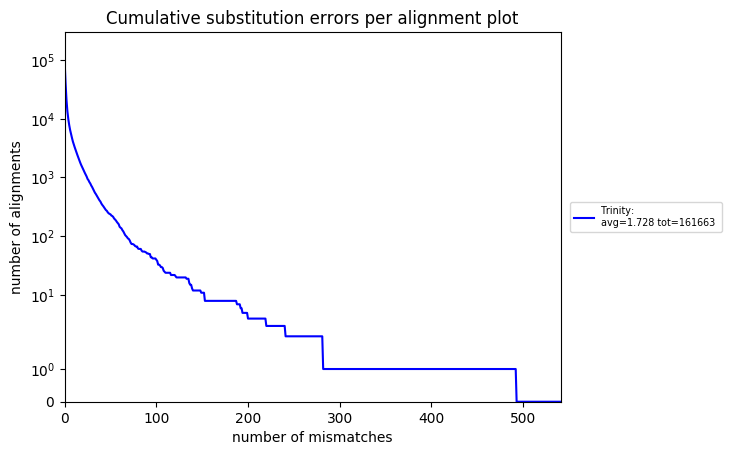 Cumulative substitution errors per alignment plot
number of alignments
10^5
10^4
10^3
10^2
10^1
10^0
0
0 100 200 300 400 500
number of mismatches
Trinity:
avg=1.728 tot=161663